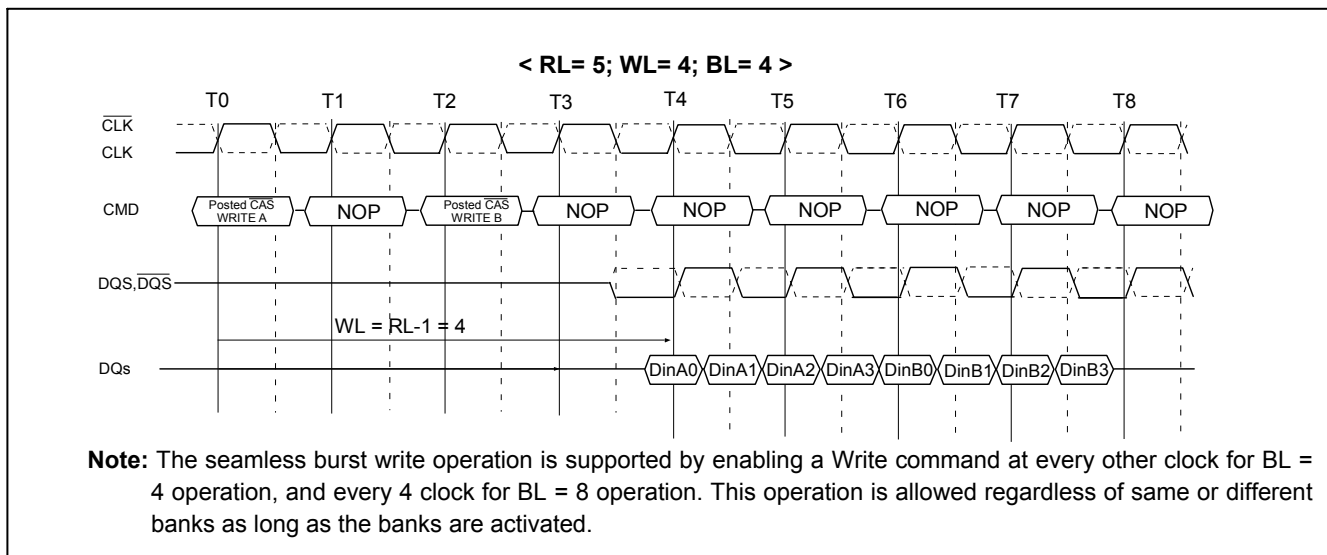 < RL= 5; WL= 4; BL= 4 >
T0 T1 T2 T3 T4 T5 T6 T7 T8
CLK
CLK
CMD
Posted CAS
WRITE A
NOP
Posted CAS
WRITE B
NOP
NOP
NOP
NOP
NOP
NOP
DQS,DQS
WL = RL-1 = 4
DQs
DinA0 DinA1 DinA2 DinA3 DinB0 DinB1 DinB2 DinB3
Note: The seamless burst write operation is supported by enabling a Write command at every other clock for BL =
4 operation, and every 4 clock for BL = 8 operation. This operation is allowed regardless of same or different
banks as long as the banks are activated.